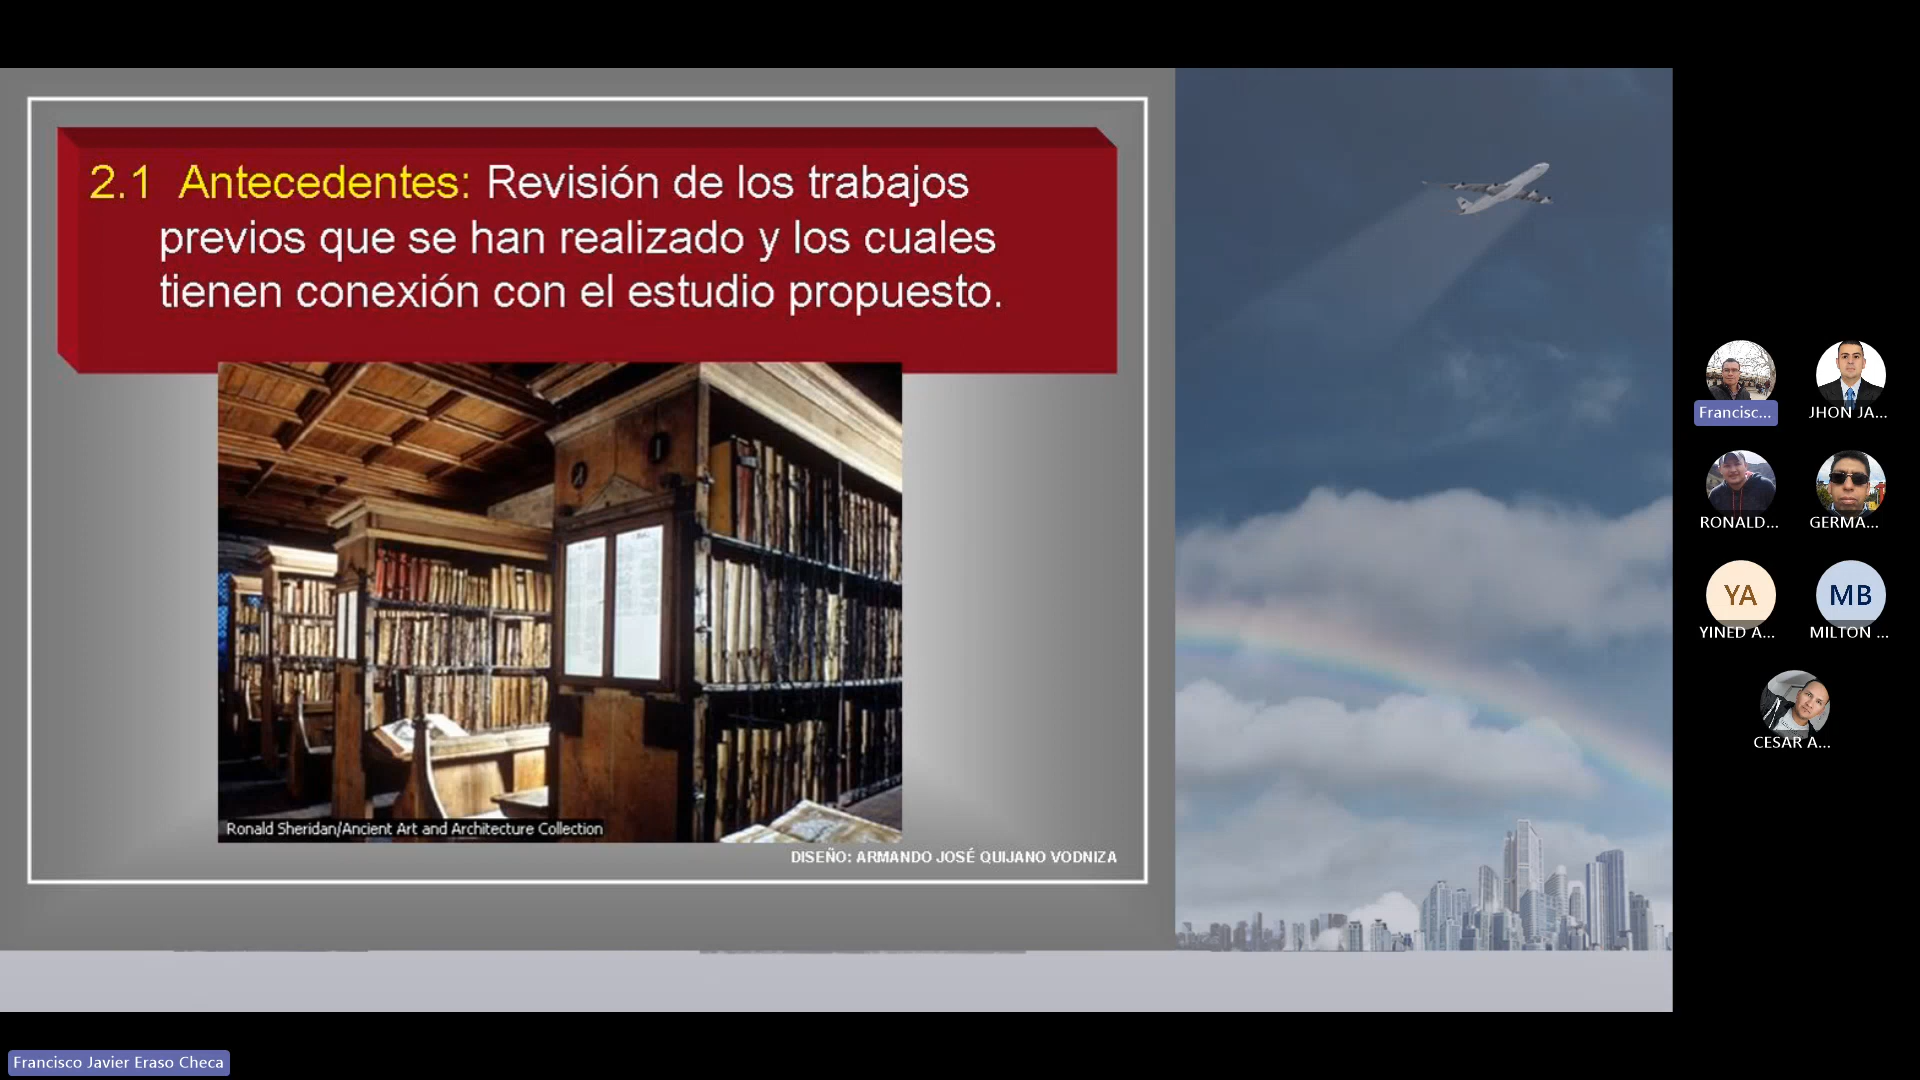 2.1 Antecedentes: Revisión de los trabajos
previos que se han realizado y los cuales
tienen conexión con el estudio propuesto.
Ronald Sheridan/Ancient Art and Architecture Collection
DISEÑO: ARMANDO JOSÉ QUIJANO VODNIZA
Francisc...
JHON JA...
RONALD...
GERMA...
YA
MB
YINED A...
MILTON ...
CESAR A...
Francisco Javier Eraso Checa